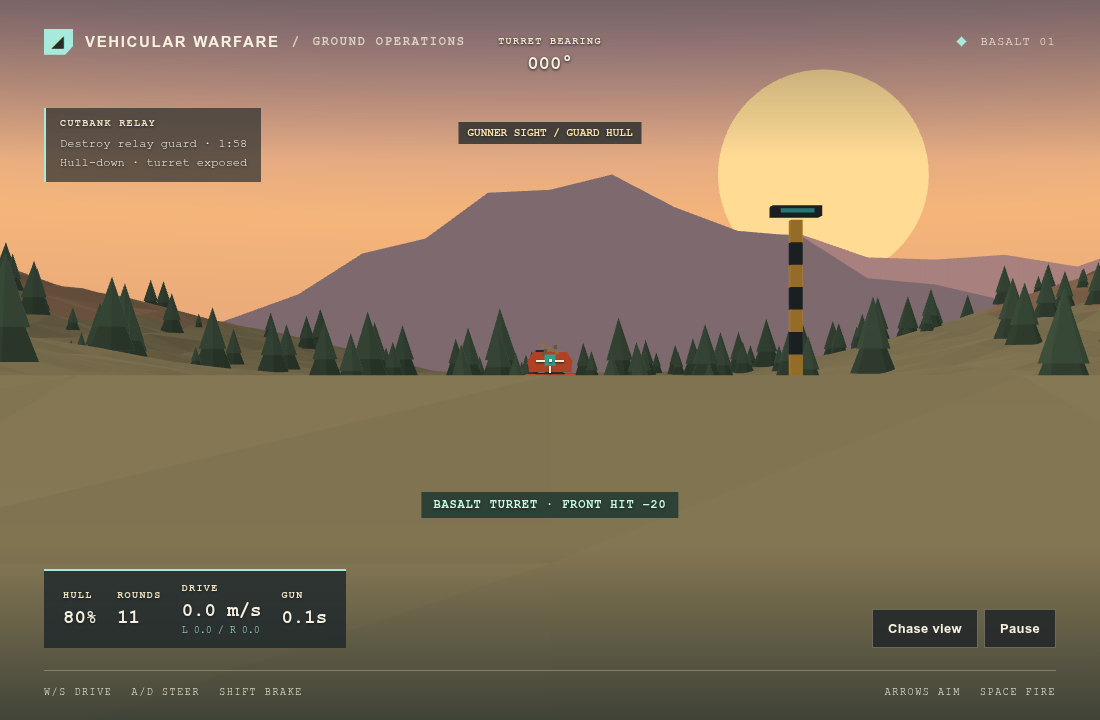 VEHICULAR WARFARE / GROUND OPERATIONS
TURRET BEARING
000°
BASALT 01
CUTBANK RELAY
Destroy relay guard · 1:58
Hull-down · turret exposed
GUNNER SIGHT / GUARD HULL
BASALT TURRET · FRONT HIT -20
HULL
80%
ROUNDS
11
DRIVE
0.0 m/s
L 0.0 / R 0.0
GUN
0.1s
Chase view
Pause
W/S DRIVE A/D STEER SHIFT BRAKE
ARROWS AIM SPACE FIRE